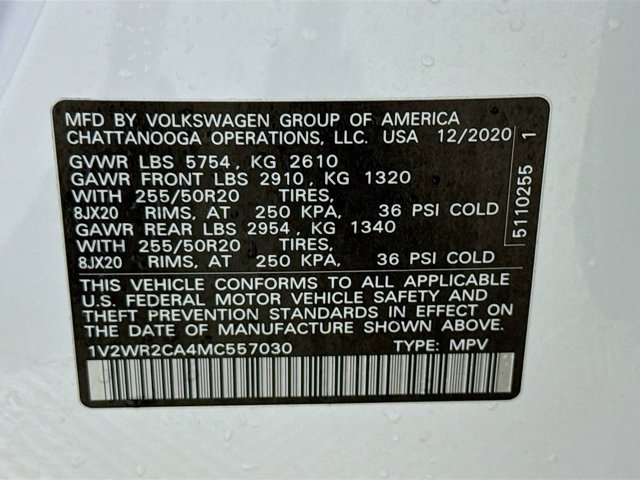 MFD BY VOLKSWAGEN GROUP OF AMERICA
CHATTANOOGA OPERATIONS, LLC. USA 12/2020
GVWR LBS 5754, KG 2610
GAWR FRONT LBS 2910, KG 1320
WITH 255/50R20 TIRES,
8JX20 RIMS, AT 250 KPA, 36 PSI COLD
GAWR REAR LBS 2954, KG 1340
WITH 255/50R20 TIRES,
8JX20 RIMS, AT 250 KPA, 36 PSI COLD
THIS VEHICLE CONFORMS TO ALL APPLICABLE
U.S. FEDERAL MOTOR VEHICLE SAFETY AND
THEFT PREVENTION STANDARDS IN EFFECT ON
THE DATE OF MANUFACTURE SHOWN ABOVE.
1V2WR2CA4MC557030 TYPE: MPV
5110255 1